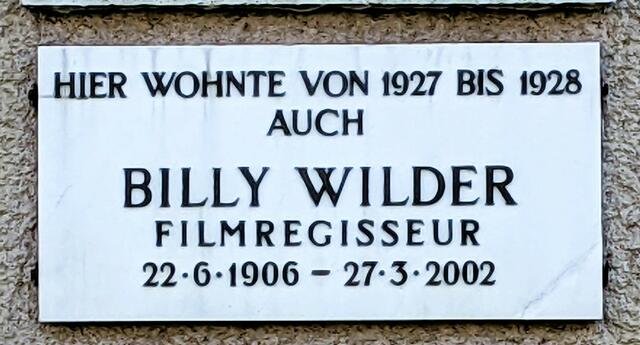 HIER WOHNTE VON 1927 BIS 1928
AUCH
BILLY WILDER
FILMREGISSEUR
22·6·1906 – 27·3·2002